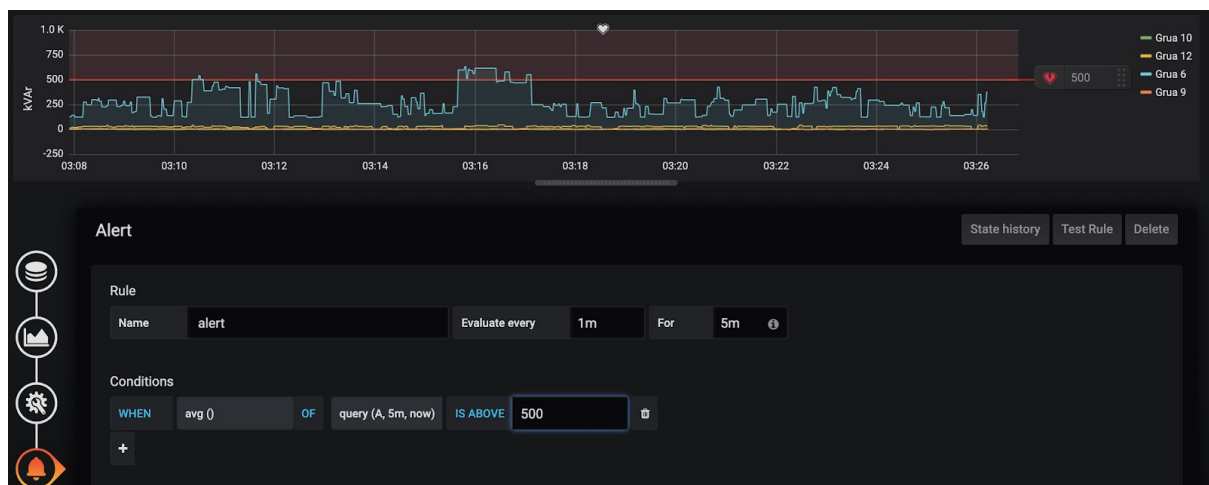 1.0 K
750
500
250
0
-250
kVAr
03:08 03:10 03:12 03:14 03:16 03:18 03:20 03:22 03:24 03:26
500
Grua 10
Grua 12
Grua 6
Grua 9
Alert
State history Test Rule Delete
Rule
Name alert Evaluate every 1m For 5m
Conditions
WHEN avg () OF query (A, 5m, now) IS ABOVE 500
+